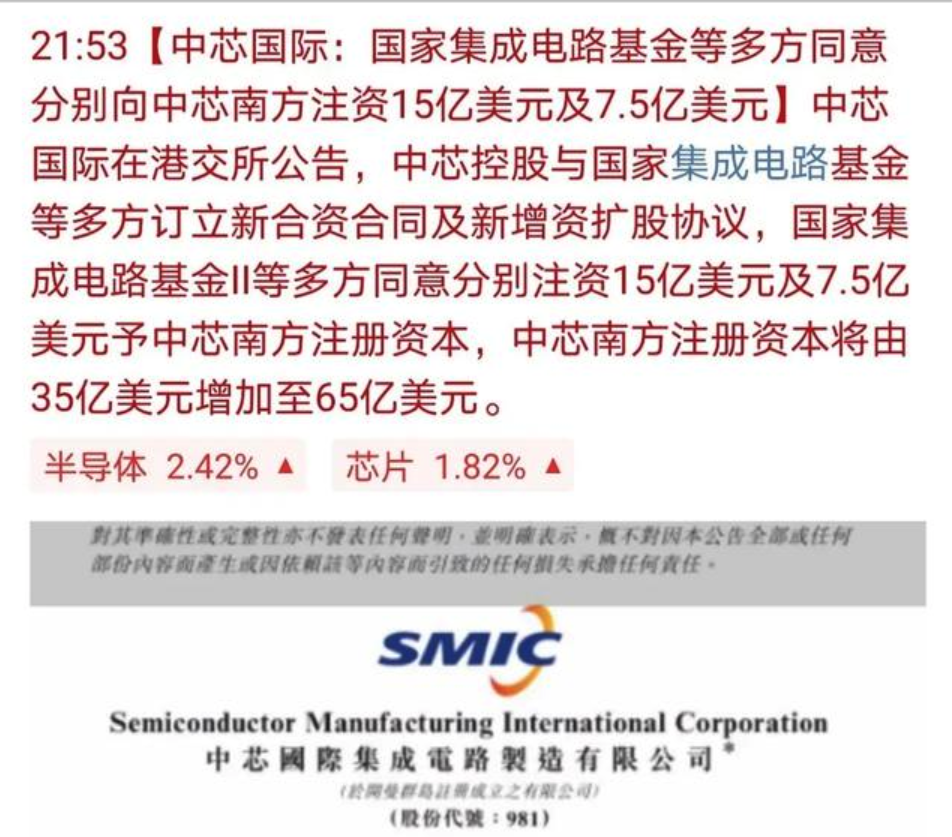 21:53【中芯国际：国家集成电路基金等多方同意
分别向中芯南方注资15亿美元及7.5亿美元】中芯
国际在港交所公告，中芯控股与国家集成电路基金
等多方订立新合资合同及新增资扩股协议，国家集
成电路基金II等多方同意分别注资15亿美元及7.5亿
美元予中芯南方注册资本，中芯南方注册资本将由
35亿美元增加至65亿美元。
半导体 2.42% ▲ 芯片 1.82% ▲
對其準確性或完整性亦不發表任何聲明，並明確表示，概不對因本公告全部或任何
部份內容而產生或因依賴該等內容而引致的任何損失承擔任何責任。
SMIC
Semiconductor Manufacturing International Corporation
中芯國際集成電路製造有限公司*
(於開曼群島註冊成立之有限公司)
(股份代號：981)